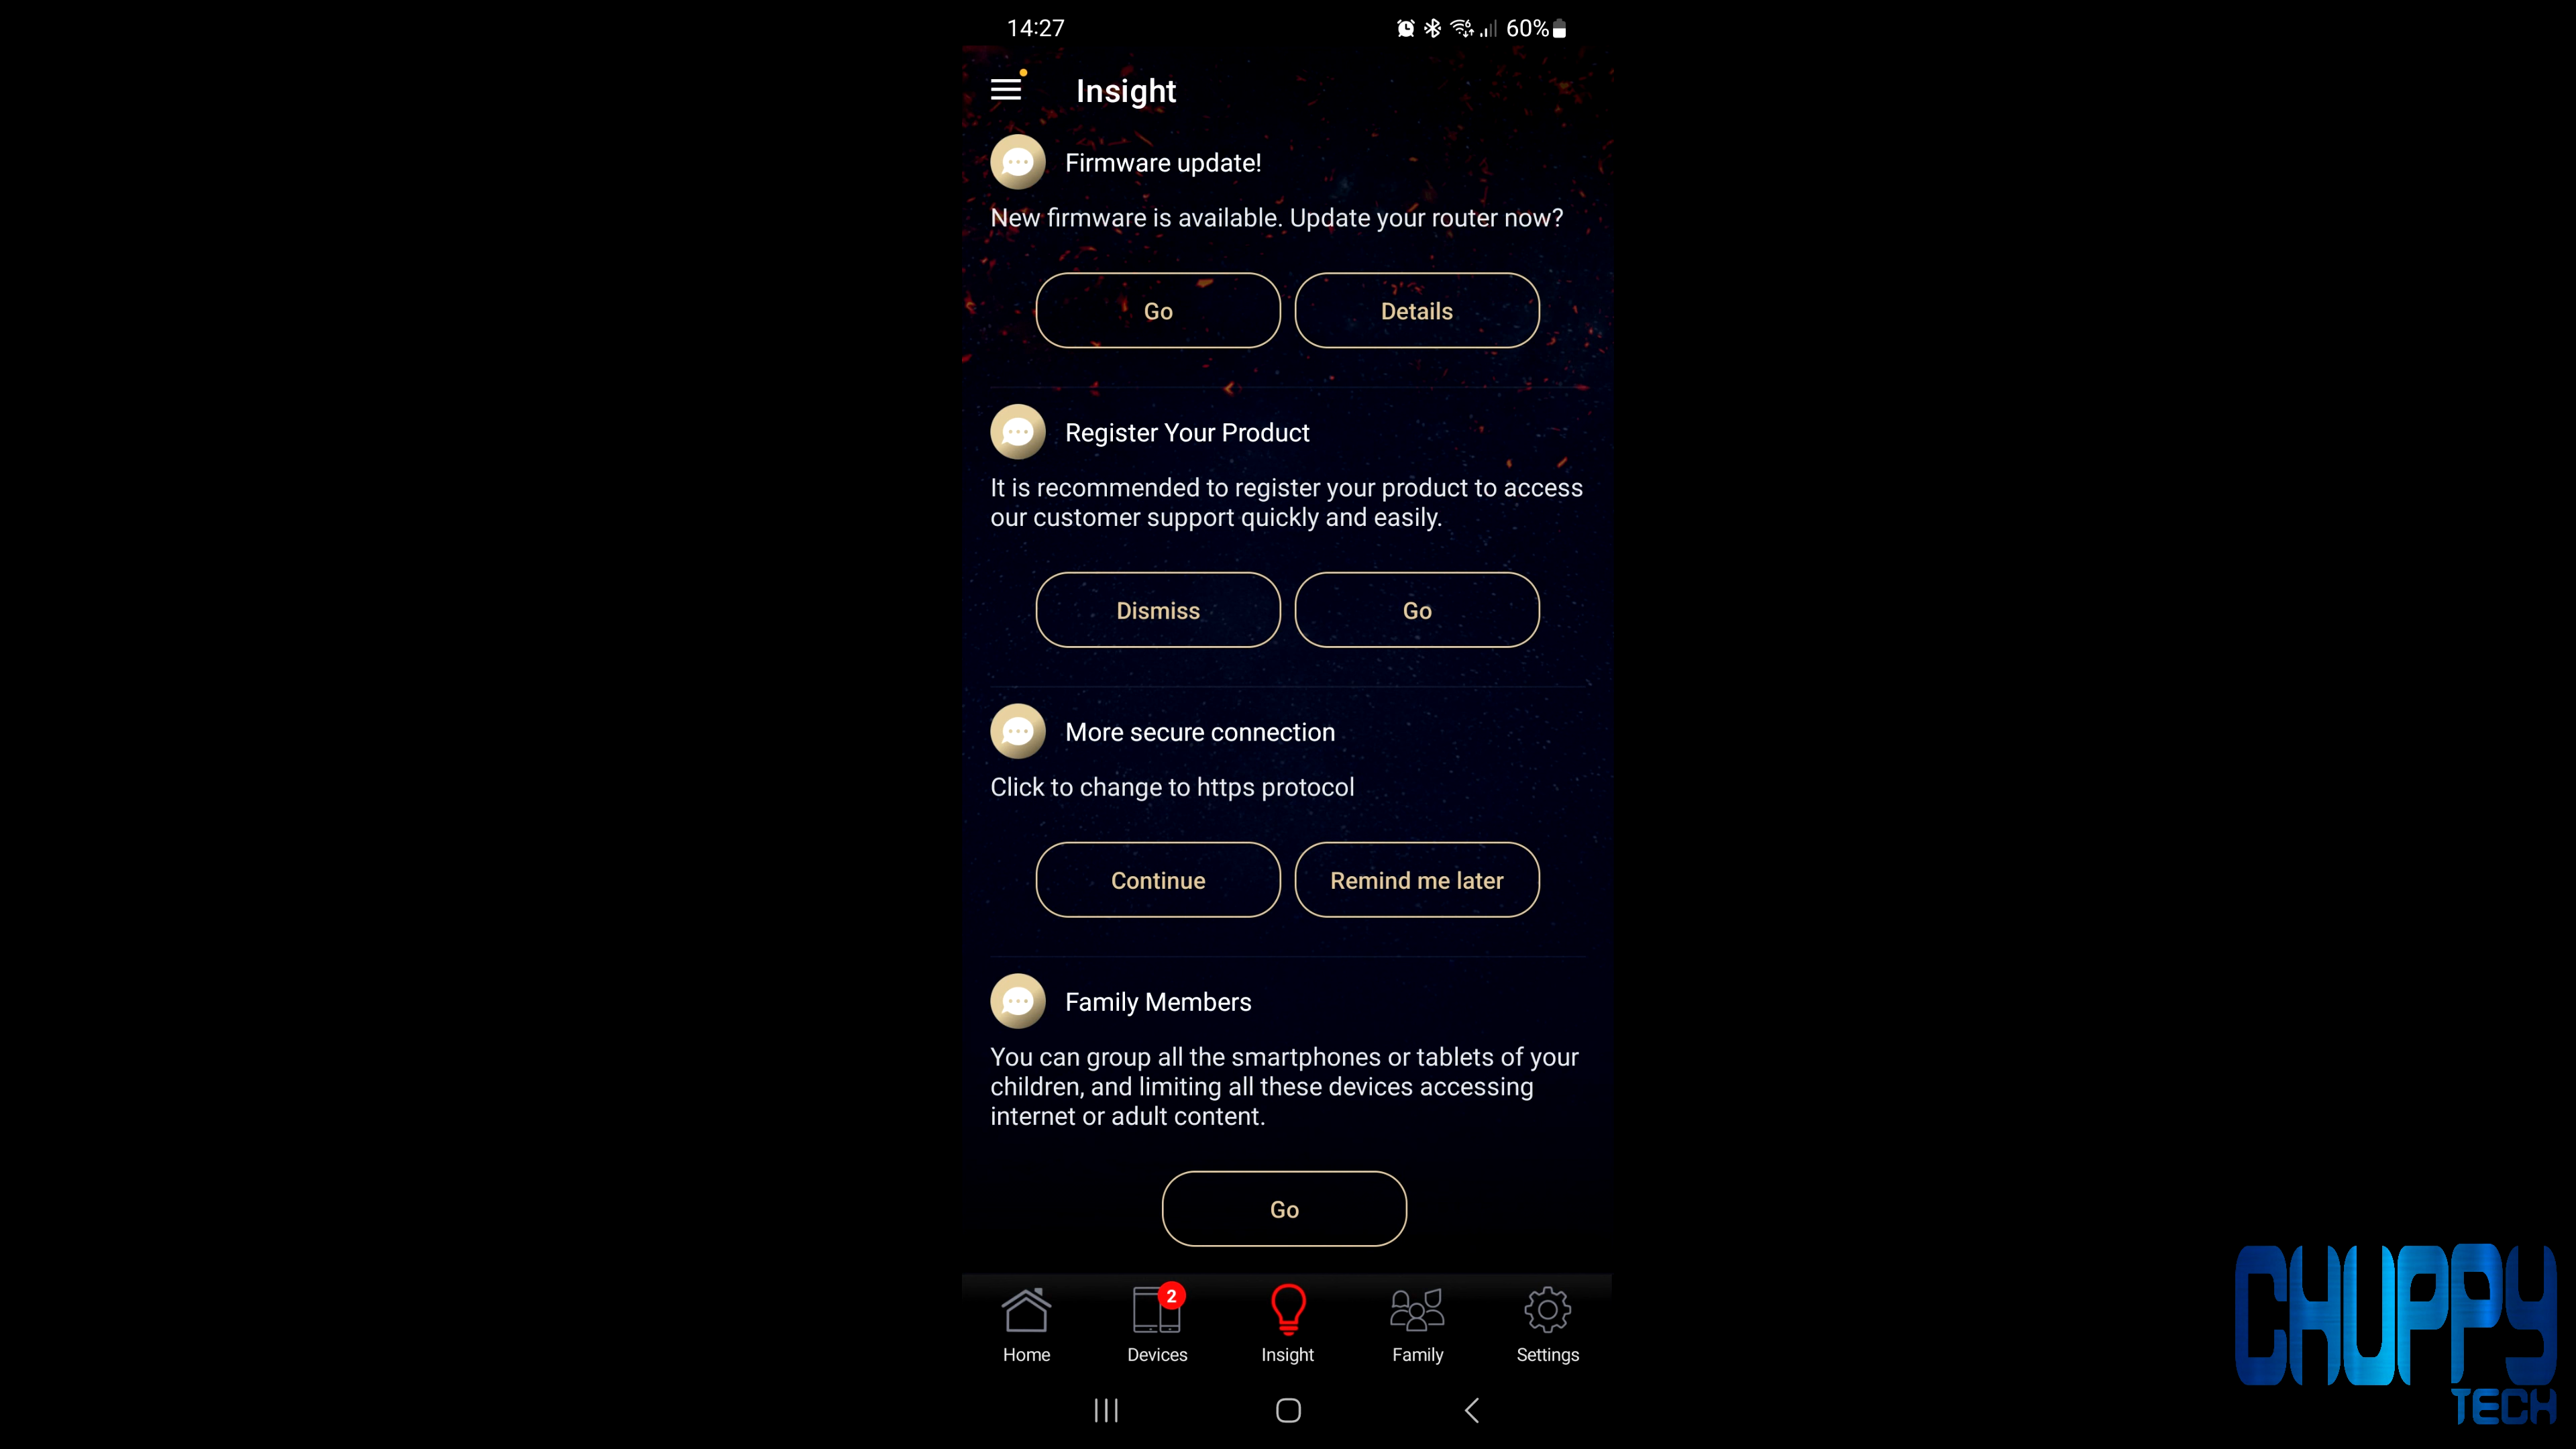 14:27
60%
Insight
Firmware update!
New firmware is available. Update your router now?
Go
Details
Register Your Product
It is recommended to register your product to access
our customer support quickly and easily.
Dismiss
Go
More secure connection
Click to change to https protocol
Continue
Remind me later
Family Members
You can group all the smartphones or tablets of your
children, and limiting all these devices accessing
internet or adult content.
Go
2
Home
Devices
Insight
Family
Settings
CHUPPY
TECH